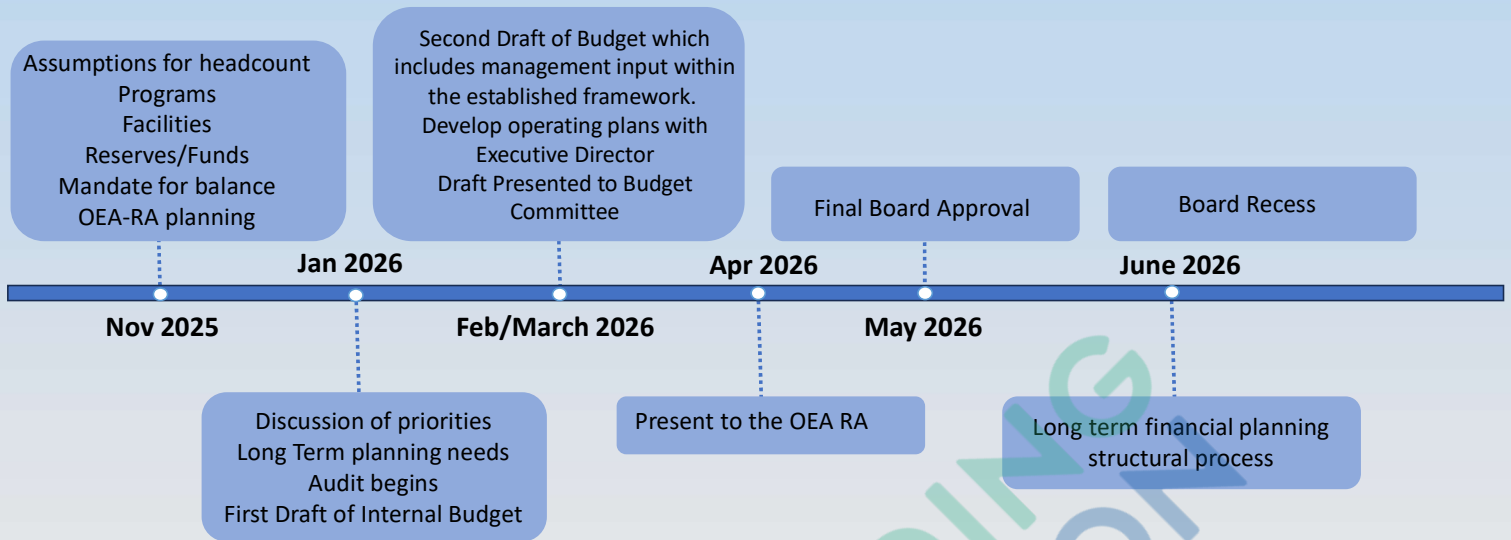 Assumptions for headcount
Programs
Facilities
Reserves/Funds
Mandate for balance
OEA-RA planning
Second Draft of Budget which
includes management input within
the established framework.
Develop operating plans with
Executive Director
Draft Presented to Budget
Committee
Final Board Approval
Board Recess
Jan 2026
Apr 2026
June 2026
Nov 2025
Feb/March 2026
May 2026
Discussion of priorities
Long Term planning needs
Audit begins
First Draft of Internal Budget
Present to the OEA RA
Long term financial planning
structural process